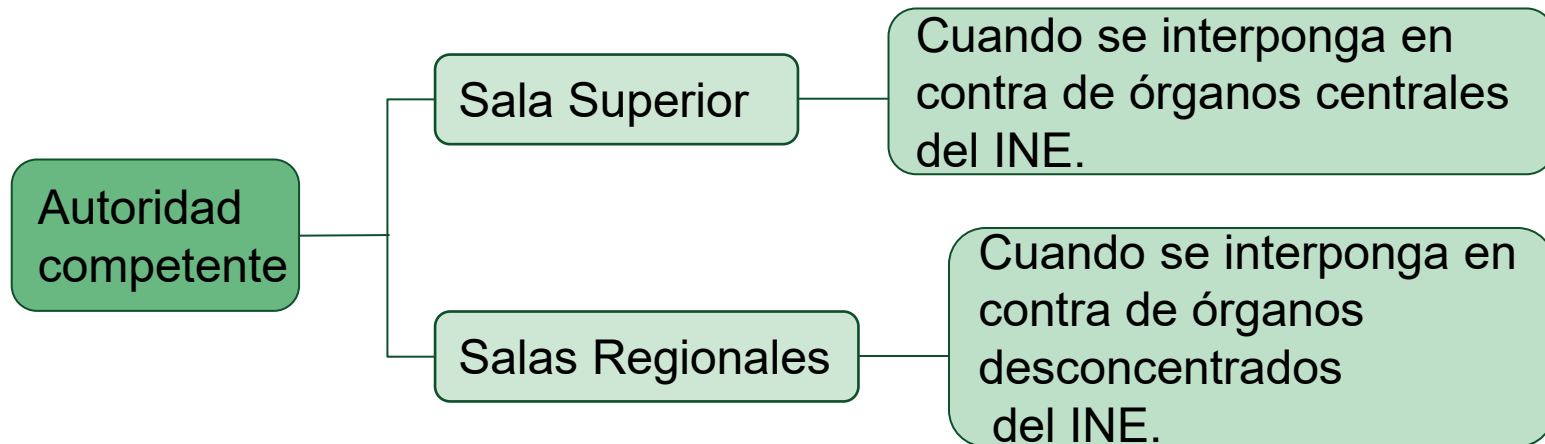 Autoridad
competente
Sala Superior
Cuando se interponga en
contra de órganos centrales
del INE.
Salas Regionales
Cuando se interponga en
contra de órganos
desconcentrados
del INE.